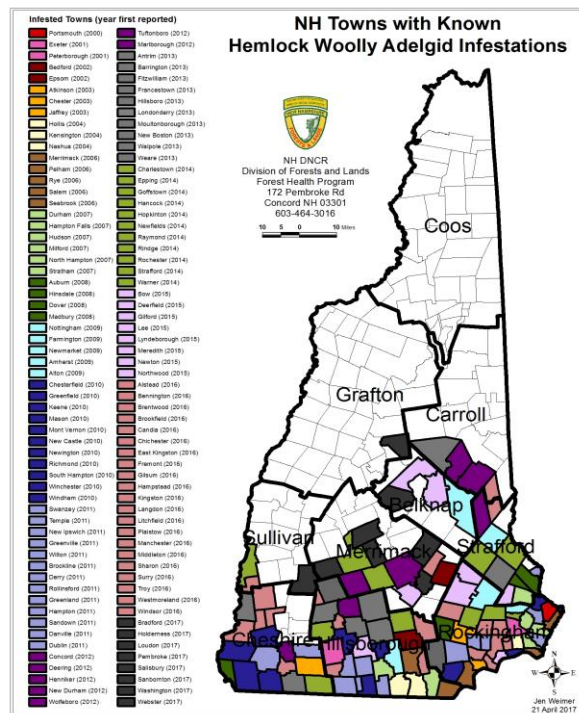 NH Towns with Known
Hemlock Woolly Adelgid Infestations
Infested Towns (year first reported)
Portsmouth (2000)
Exeter (2001)
Peterborough (2001)
Bedford (2002)
Epsom (2002)
Atkinson (2003)
Chester (2003)
Jaffrey (2003)
Hollis (2004)
Kensington (2004)
Nashua (2004)
Merrimack (2006)
Pelham (2006)
Rye (2006)
Salem (2006)
Seabrook (2006)
Durham (2007)
Hampton Falls (2007)
Hudson (2007)
Milford (2007)
North Hampton (2007)
Stratham (2007)
Auburn (2008)
Hinsdale (2008)
Dover (2008)
Madbury (2008)
Nottingham (2009)
Farmington (2009)
Newmarket (2009)
Amherst (2009)
Alton (2009)
Chesterfield (2010)
Greenfield (2010)
Keene (2010)
Mason (2010)
Mont Vernon (2010)
New Castle (2010)
Newington (2010)
Richmond (2010)
South Hampton (2010)
Winchester (2010)
Windham (2010)
Swanzey (2011)
Temple (2011)
New Ipswich (2011)
Greenville (2011)
Wilton (2011)
Brookline (2011)
Derry (2011)
Rollinsford (2011)
Greenland (2011)
Hampton (2011)
Sandown (2011)
Danville (2011)
Dublin (2011)
Concord (2012)
Deering (2012)
Henniker (2012)
New Durham (2012)
Wolfeboro (2012)
Tuftonboro (2012)
Marlborough (2012)
Antrim (2013)
Barrington (2013)
Fitzwilliam (2013)
Francestown (2013)
Hillsboro (2013)
Londonderry (2013)
Moultonborough (2013)
New Boston (2013)
Walpole (2013)
Weare (2013)
Charlestown (2014)
Epping (2014)
Goffstown (2014)
Hancock (2014)
Hopkinton (2014)
Newfields (2014)
Raymond (2014)
Rindge (2014)
Rochester (2014)
Strafford (2014)
Warner (2014)
Bow (2015)
Deerfield (2015)
Gilford (2015)
Lee (2015)
Lyndeborough (2015)
Meredith (2015)
Newton (2015)
Northwood (2015)
Alstead (2016)
Bennington (2016)
Brentwood (2016)
Brookfield (2016)
Candia (2016)
Chichester (2016)
East Kingston (2016)
Fremont (2016)
Gilsum (2016)
Hampstead (2016)
Kingston (2016)
Langdon (2016)
Litchfield (2016)
Plaistow (2016)
Manchester (2016)
Middleton (2016)
Sharon (2016)
Surry (2016)
Troy (2016)
Westmoreland (2016)
Windsor (2016)
Bradford (2017)
Holderness (2017)
Loudon (2017)
Pembroke (2017)
Salisbury (2017)
Sanbornton (2017)
Washington (2017)
Webster (2017)
NH DNCR
Division of Forests and Lands
Forest Health Program
172 Pembroke Rd
Concord NH 03301
603-464-3016
10 5 0 10 Miles
Coos
Grafton
Carroll
Belknap
Sullivan
Merrimack
Strafford
Cheshire
Hillsborough
Rockingham
N
W E
S
Jen Weimer
21 April 2017